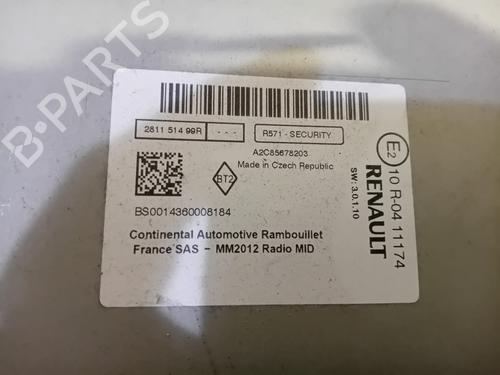 2811 514 99R - - - R571 - SECURITY
A2C85678203
Made in Czech Republic
BT2
BS0014360008184
Continental Automotive Rambouillet
France SAS - MM2012 Radio MID
E2 10 R-04 11174
RENAULT
SW: 3.0.1.10
B-PARTS